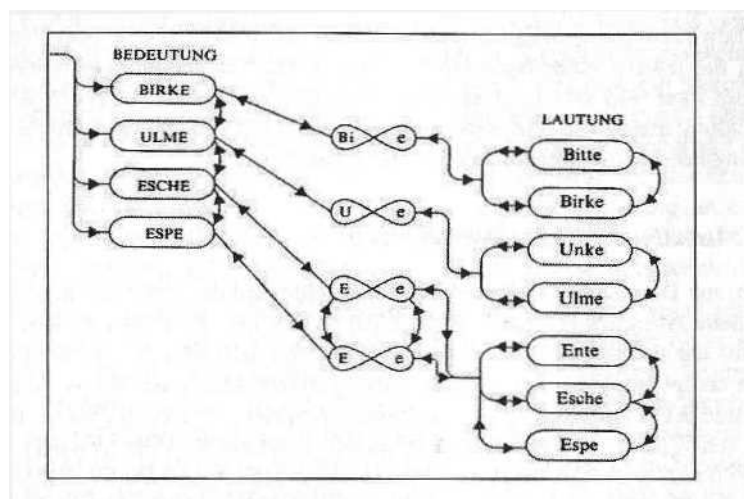 BEDEUTUNG
BIRKE
ULME
ESCHE
ESPE
Bi e
U e
E e
E e
LAUTUNG
Bitte
Birke
Unke
Ulme
Ente
Esche
Espe